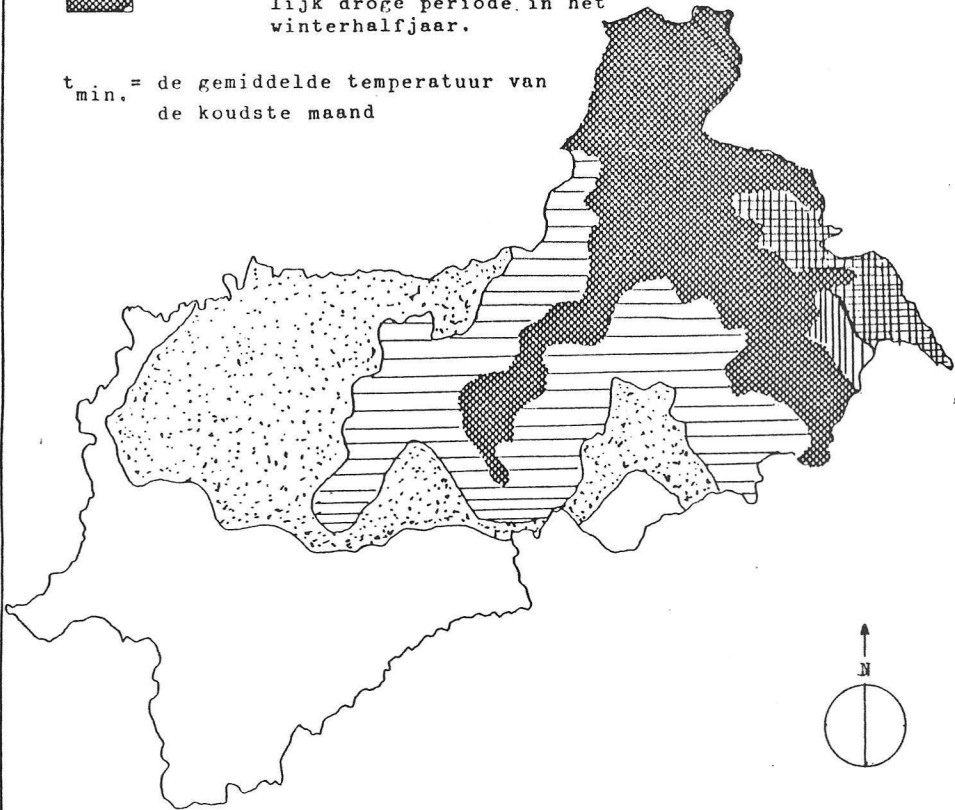 lijk droge periode in het
winterhalfjaar.
t min. = de gemiddelde temperatuur van
de koudste maand
N